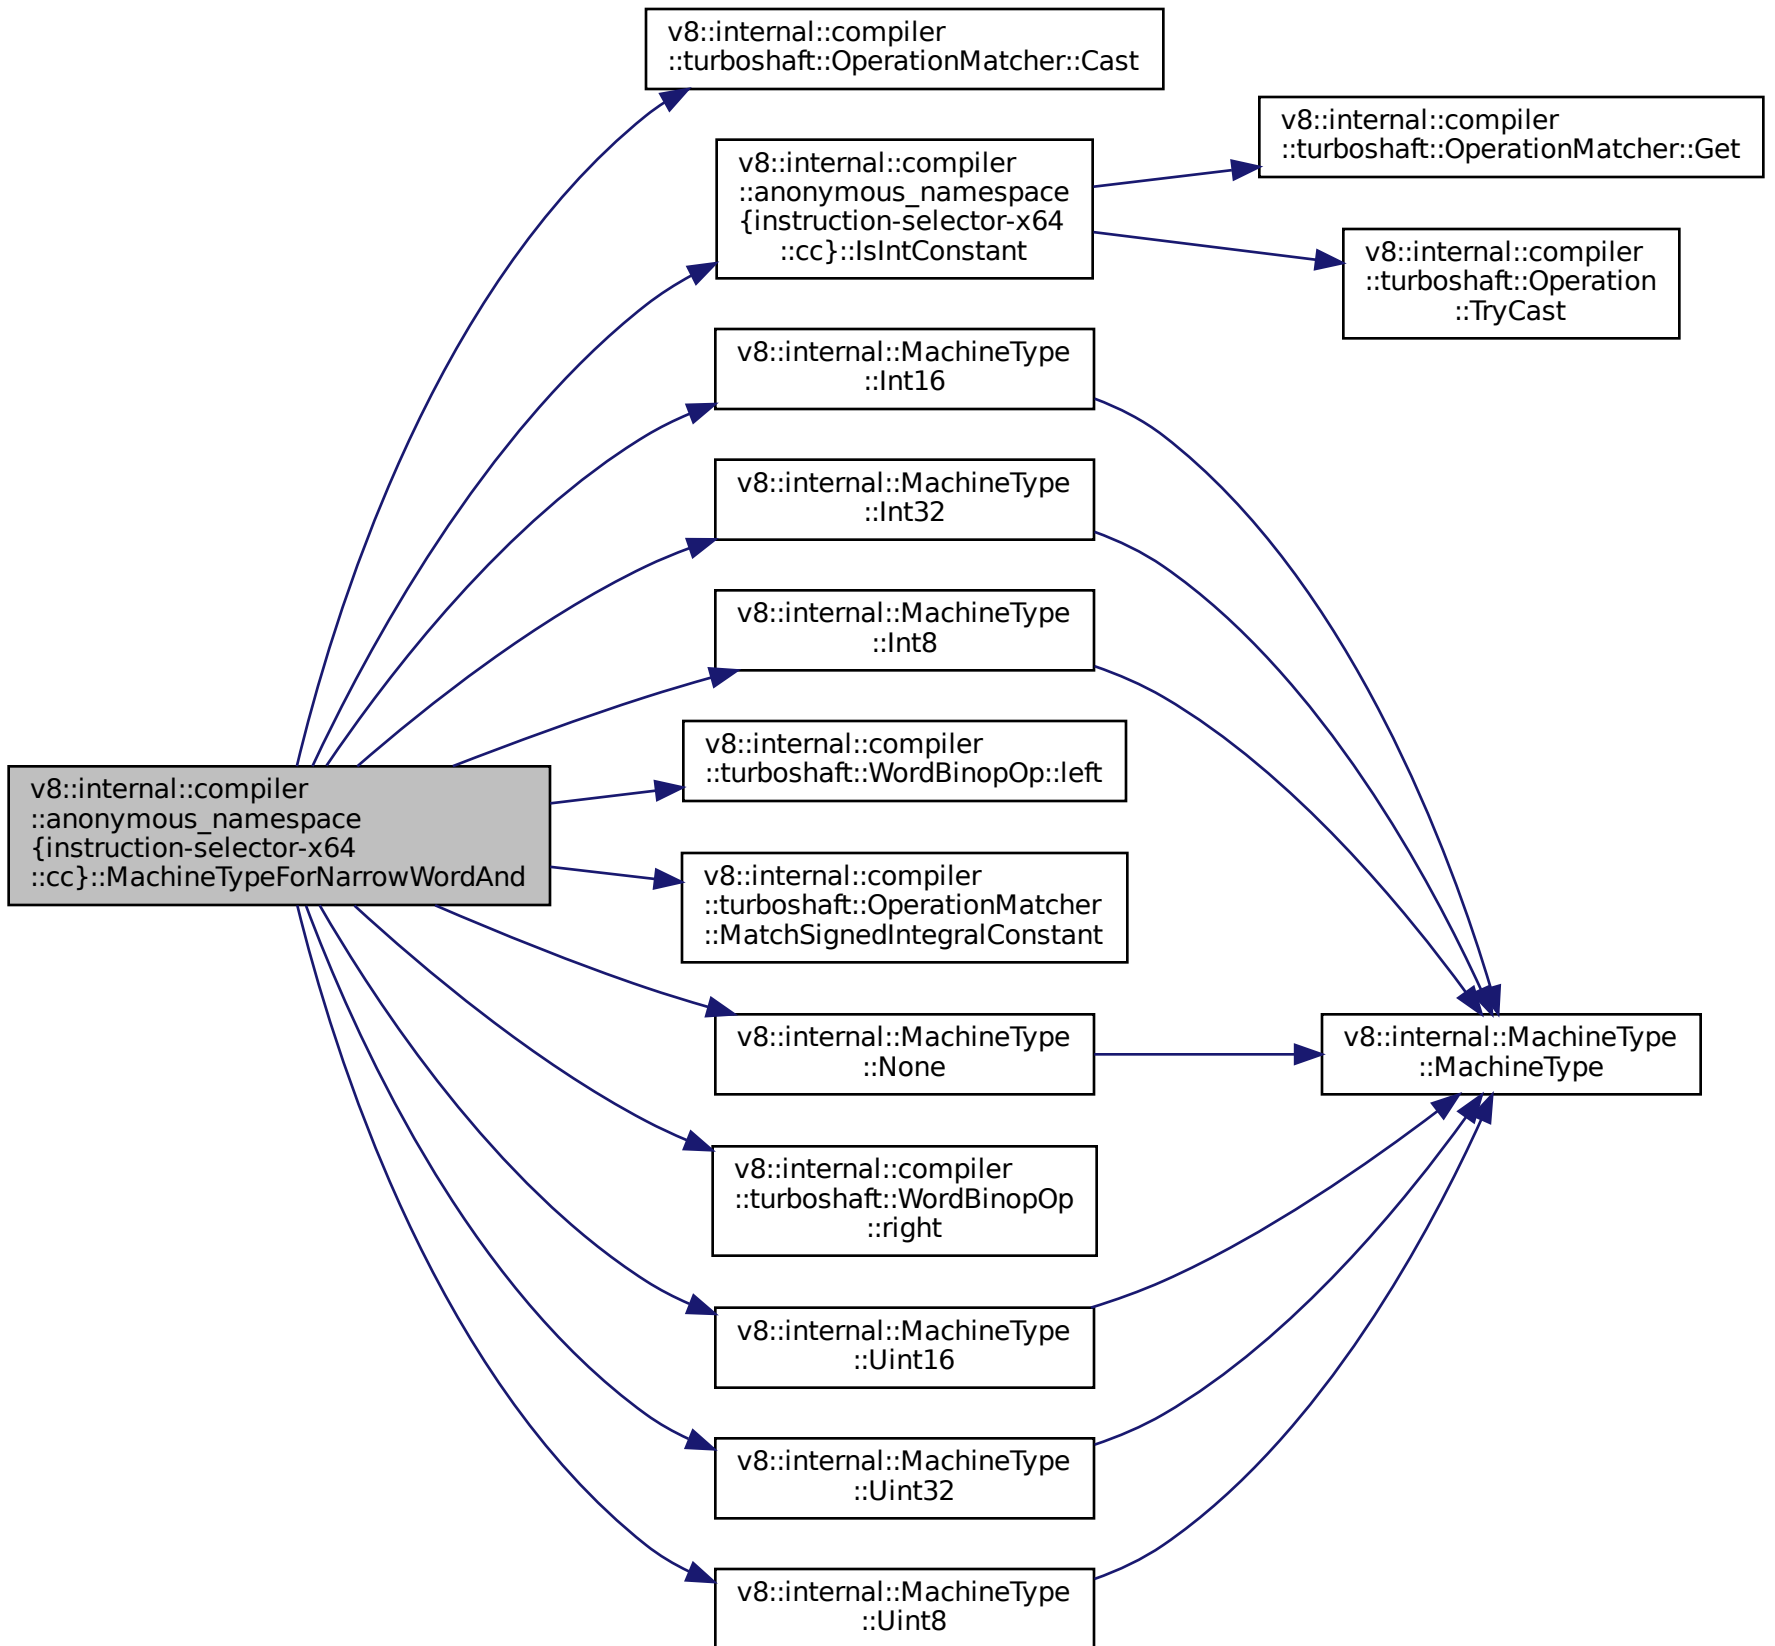 v8::internal::compiler
::turboshaft::OperationMatcher::Cast
v8::internal::compiler
::turboshaft::OperationMatcher::Get
v8::internal::compiler
::anonymous_namespace
{instruction-selector-x64
::cc}::IsIntConstant
v8::internal::compiler
::turboshaft::Operation
::TryCast
v8::internal::MachineType
::Int16
v8::internal::MachineType
::Int32
v8::internal::MachineType
::Int8
v8::internal::compiler
::turboshaft::WordBinopOp::left
v8::internal::compiler
::anonymous_namespace
{instruction-selector-x64
::cc}::MachineTypeForNarrowWordAnd
v8::internal::compiler
::turboshaft::OperationMatcher
::MatchSignedIntegralConstant
v8::internal::MachineType
::None
v8::internal::MachineType
::MachineType
v8::internal::compiler
::turboshaft::WordBinopOp
::right
v8::internal::MachineType
::Uint16
v8::internal::MachineType
::Uint32
v8::internal::MachineType
::Uint8